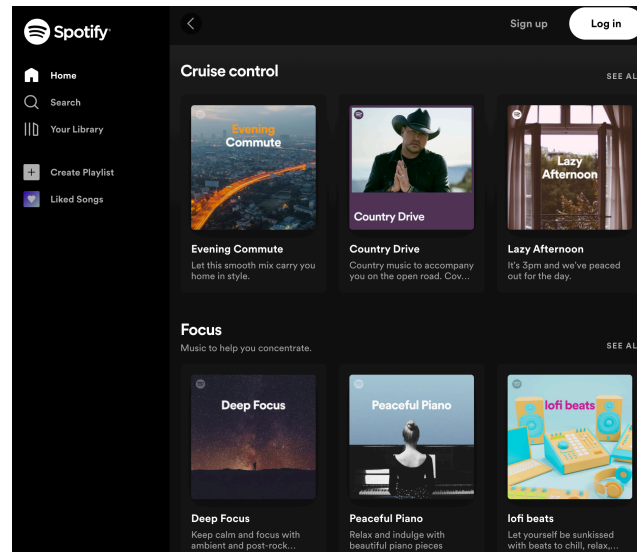 Spotify
Home
Search
Your Library
Create Playlist
Liked Songs
Sign up
Log in
Cruise control
SEE AL
Evening
Commute
Country Drive
Lazy
Afternoon
Evening Commute
Let this smooth mix carry you
home in style.
Country Drive
Country music to accompany
you on the open road. Cov...
Lazy Afternoon
It's 3pm and we've peaced
out for the day.
Focus
Music to help you concentrate.
SEE AL
Deep Focus
Peaceful Piano
lofi beats
Deep Focus
Keep calm and focus with
ambient and post-rock...
Peaceful Piano
Relax and indulge with
beautiful piano pieces
lofi beats
Let yourself be sunkissed
with beats to chill, relax,...